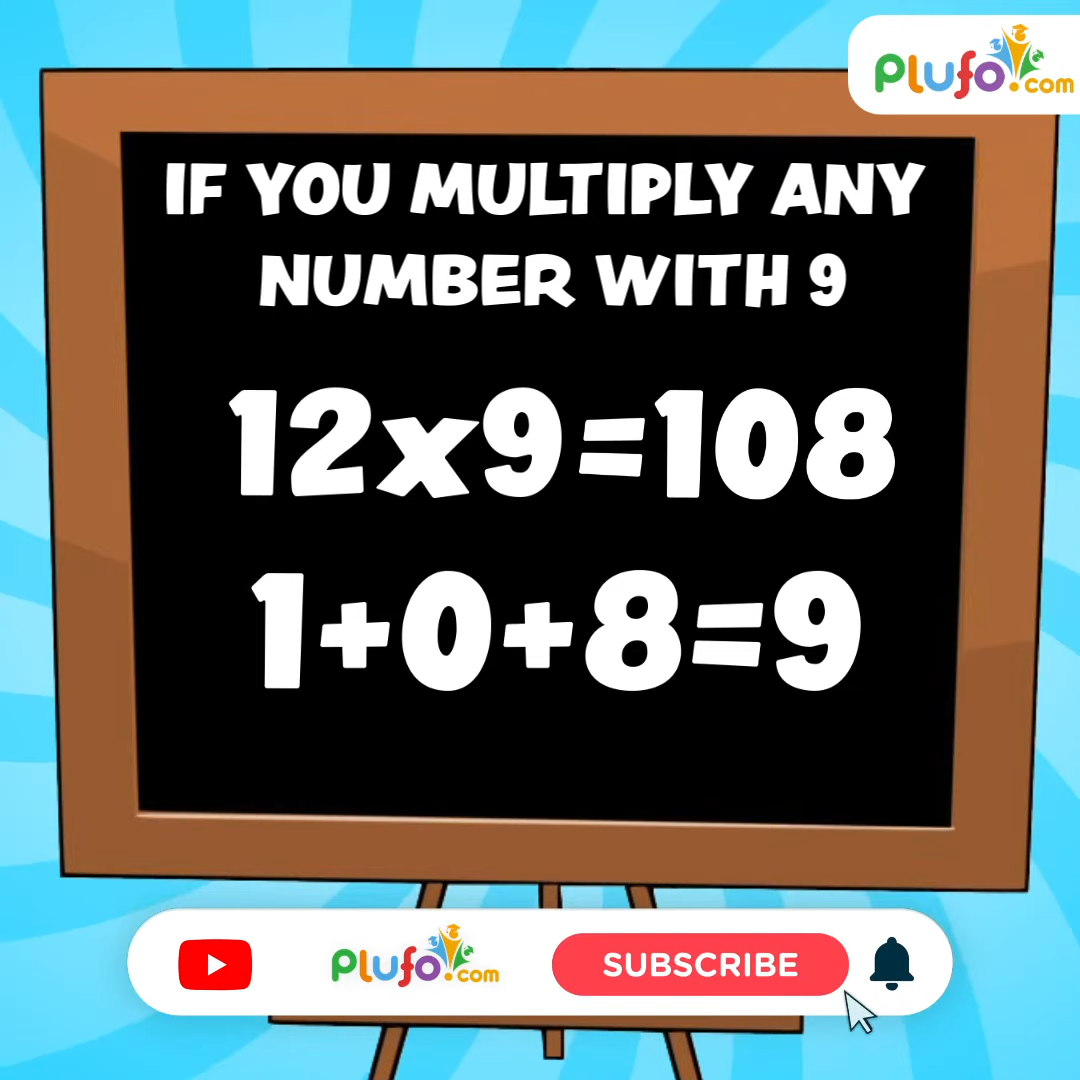 Plufo.com
IF YOU MULTIPLY ANY
NUMBER WITH 9
12x9=108
1+0+8=9
Plufo.com
SUBSCRIBE